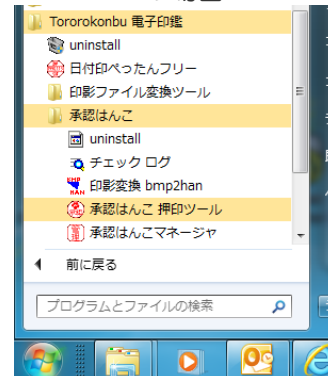 Tororokonbu 電子印鑑
uninstall
日付印ぺったんフリー
印影ファイル変換ツール
承認はんこ
uninstall
チェック ログ
印影変換 bmp2han
承認はんこ 押印ツール
承認はんこマネージャ
前に戻る
プログラムとファイルの検索